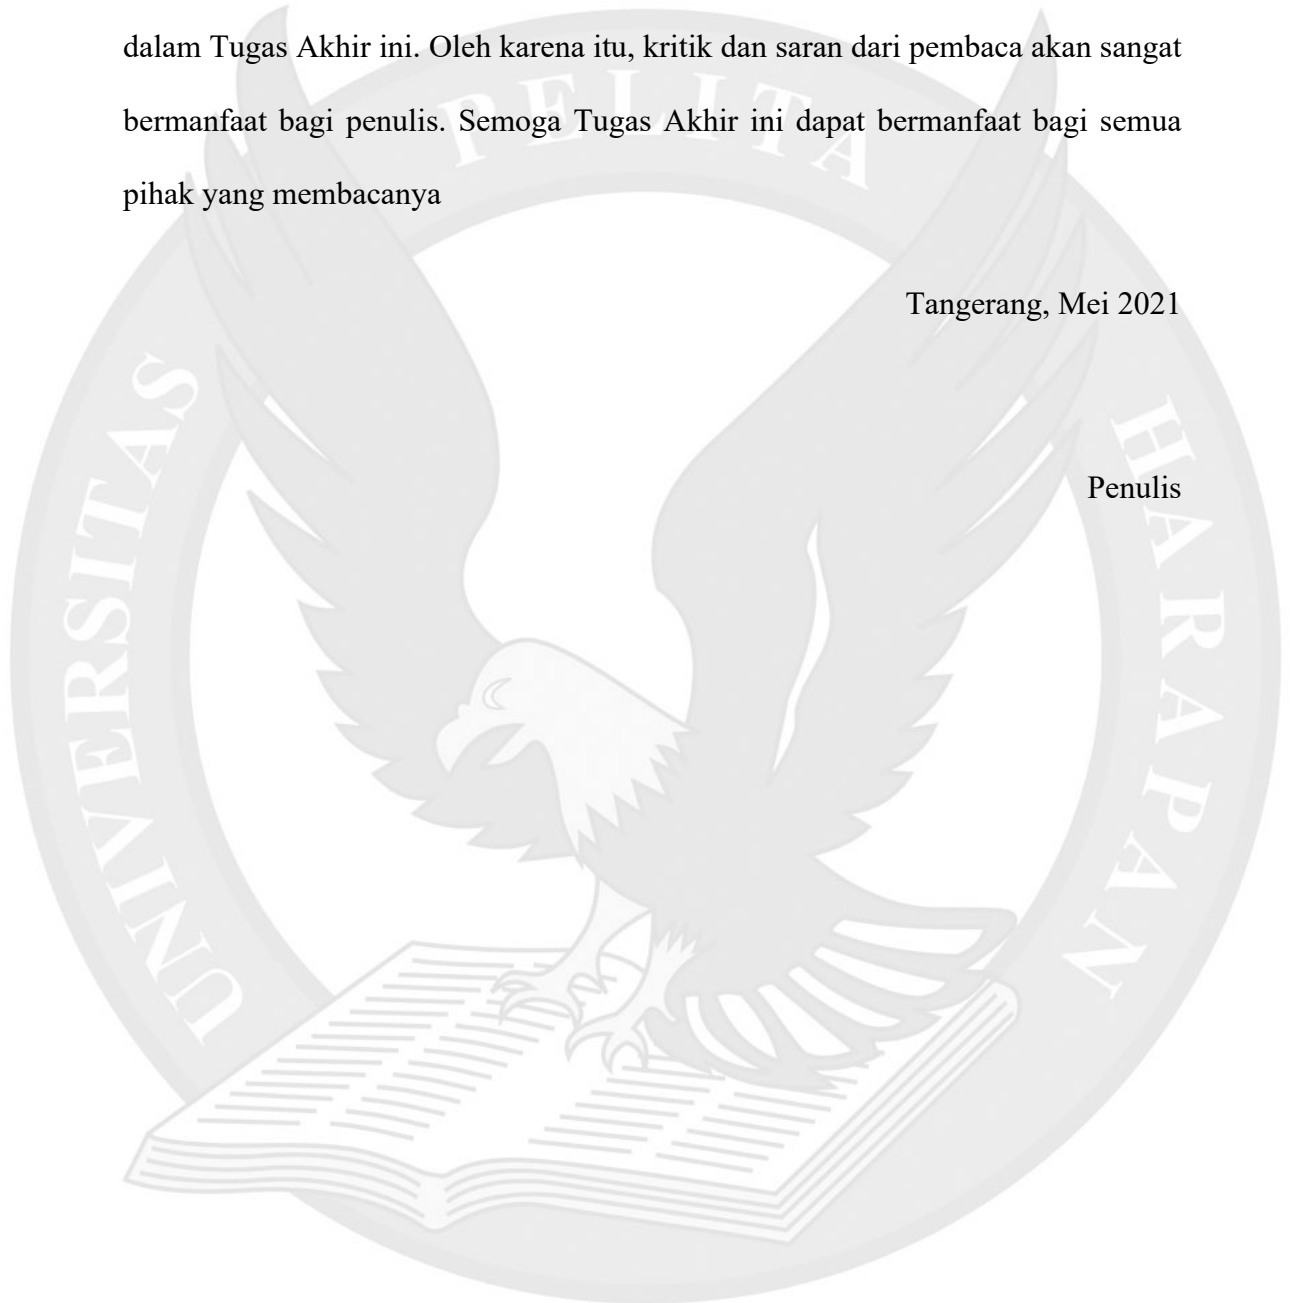 dalam Tugas Akhir ini. Oleh karena itu, kritik dan saran dari pembaca akan sangat
bermanfaat bagi penulis. Semoga Tugas Akhir ini dapat bermanfaat bagi semua
pihak yang membacanya
Tangerang, Mei 2021
Penulis
UNIVERSITAS
PELITA
HARAPAN